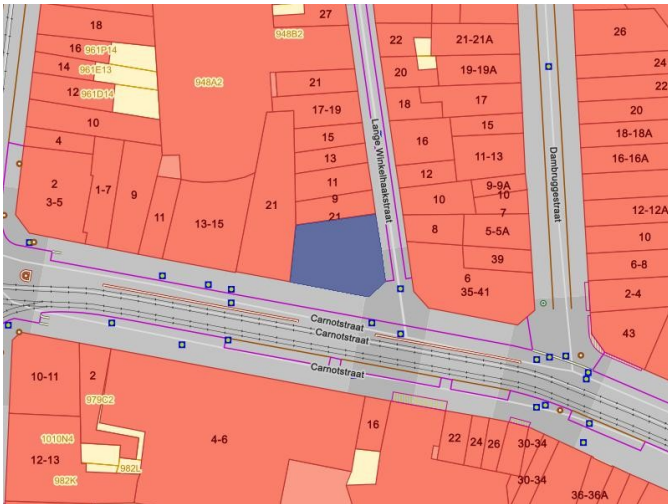 27
18
948B2
22
21-21A
26
16
961P14
14
961E13
948A2
21
20
19-19A
24
12
961D14
17-19
18
17
22
10
15
16
15
20
4
13
11-13
18-18A
2
3-5
1-7
9
11
12
9-9A
16-16A
11
13-15
21
9
10
10
7
12-12A
21
8
5-5A
10
39
6-8
6
35-41
2-4
43
Lange Winkelhaakstraat
Dambruggestraat
Carnotstraat
Carnotstraat
Carnotstraat
10-11
2
979C2
16
1010N4
4-6
22
24
26
30-34
12-13
982L
982K
30-34
36-36A